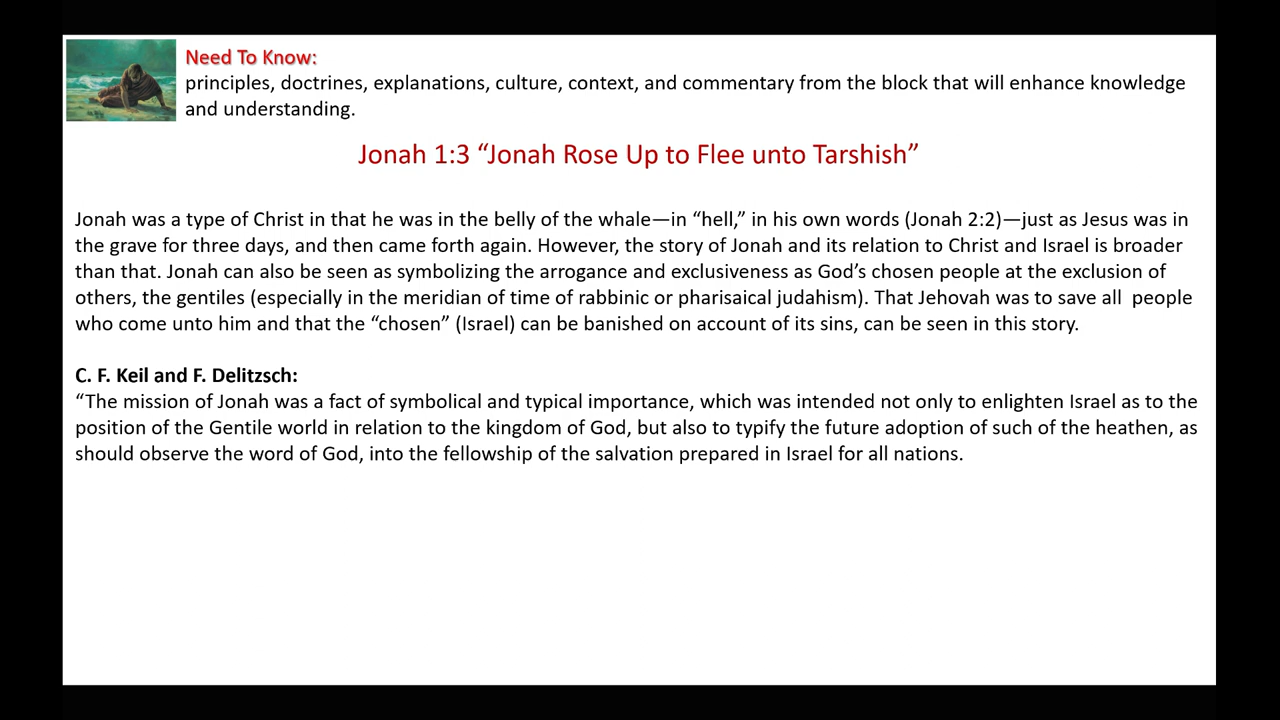 Need To Know:
principles, doctrines, explanations, culture, context, and commentary from the block that will enhance knowledge
and understanding.
Jonah 1:3 “Jonah Rose Up to Flee unto Tarshish”
Jonah was a type of Christ in that he was in the belly of the whale—in “hell,” in his own words (Jonah 2:2)—just as Jesus was in
the grave for three days, and then came forth again. However, the story of Jonah and its relation to Christ and Israel is broader
than that. Jonah can also be seen as symbolizing the arrogance and exclusiveness as God’s chosen people at the exclusion of
others, the gentiles (especially in the meridian of time of rabbinic or pharisaical judahism). That Jehovah was to save all  people
who come unto him and that the “chosen” (Israel) can be banished on account of its sins, can be seen in this story.
C. F. Keil and F. Delitzsch:
“The mission of Jonah was a fact of symbolical and typical importance, which was intended not only to enlighten Israel as to the
position of the Gentile world in relation to the kingdom of God, but also to typify the future adoption of such of the heathen, as
should observe the word of God, into the fellowship of the salvation prepared in Israel for all nations.